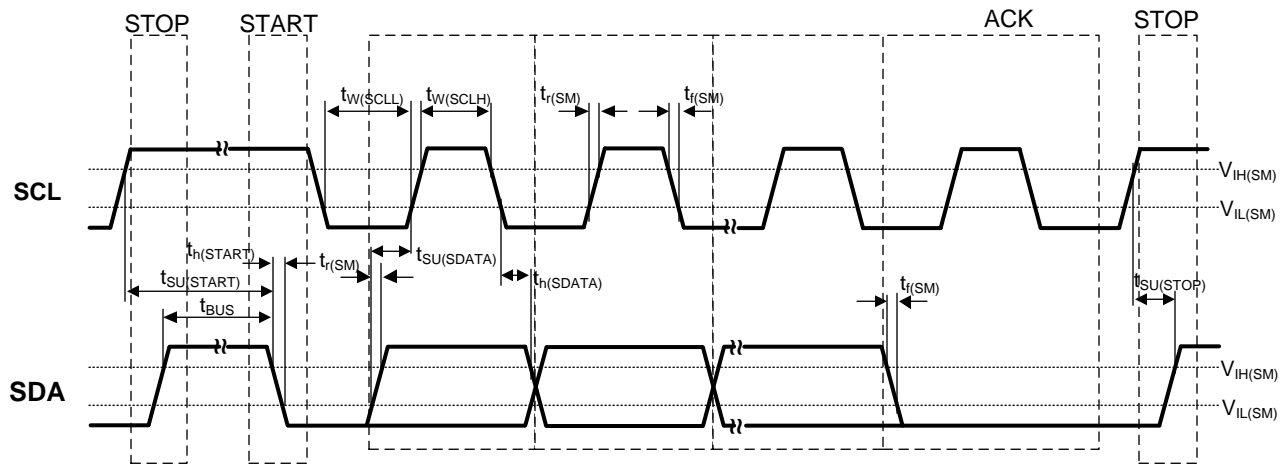 STOP
START
ACK
STOP
tW(SCLL)
tW(SCLH)
tr(SM)
tf(SM)
SCL
VIH(SM)
VIL(SM)
th(START)
tr(SM)
tSU(SDATA)
th(SDATA)
tSU(START)
tBUS
tf(SM)
tSU(STOP)
SDA
VIH(SM)
VIL(SM)